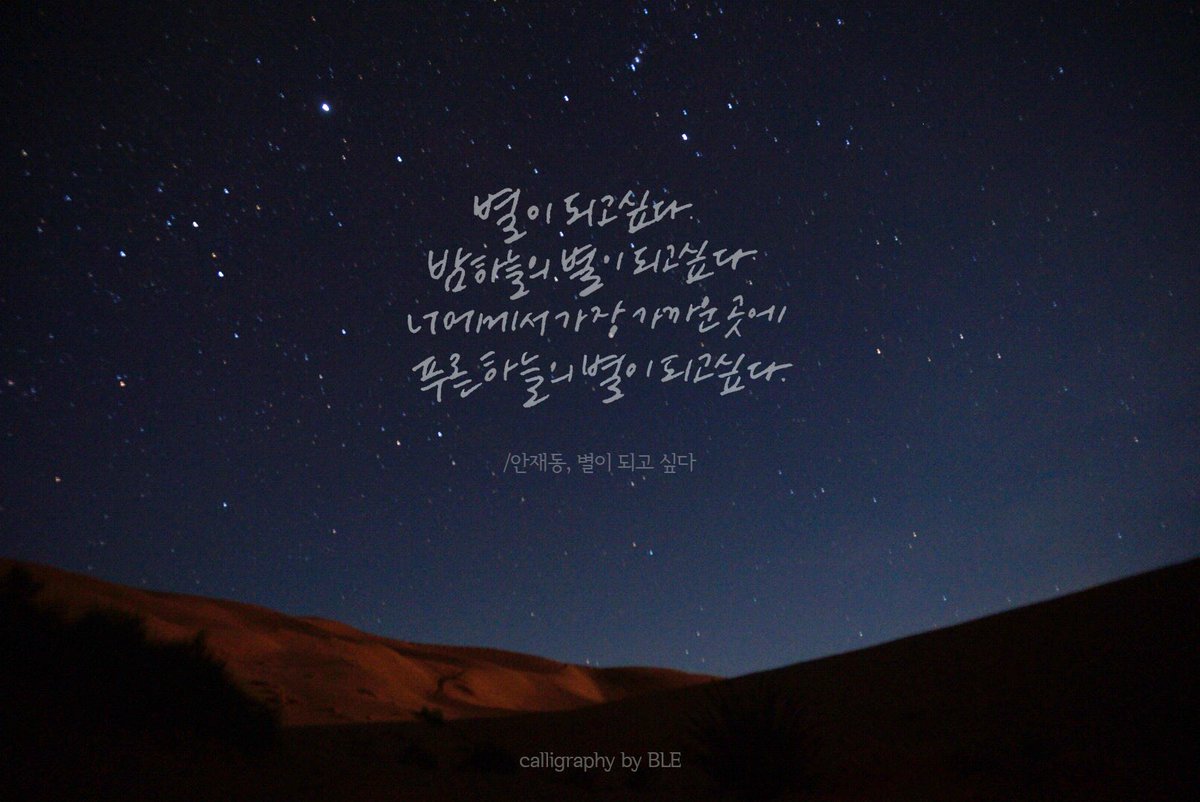 별이 되고싶다.
밤하늘의 별이 되고싶다
너에게서 가장 가까운 곳에
푸른 하늘의 별이 되고싶다.
/안재동, 별이 되고 싶다
calligraphy by BLE